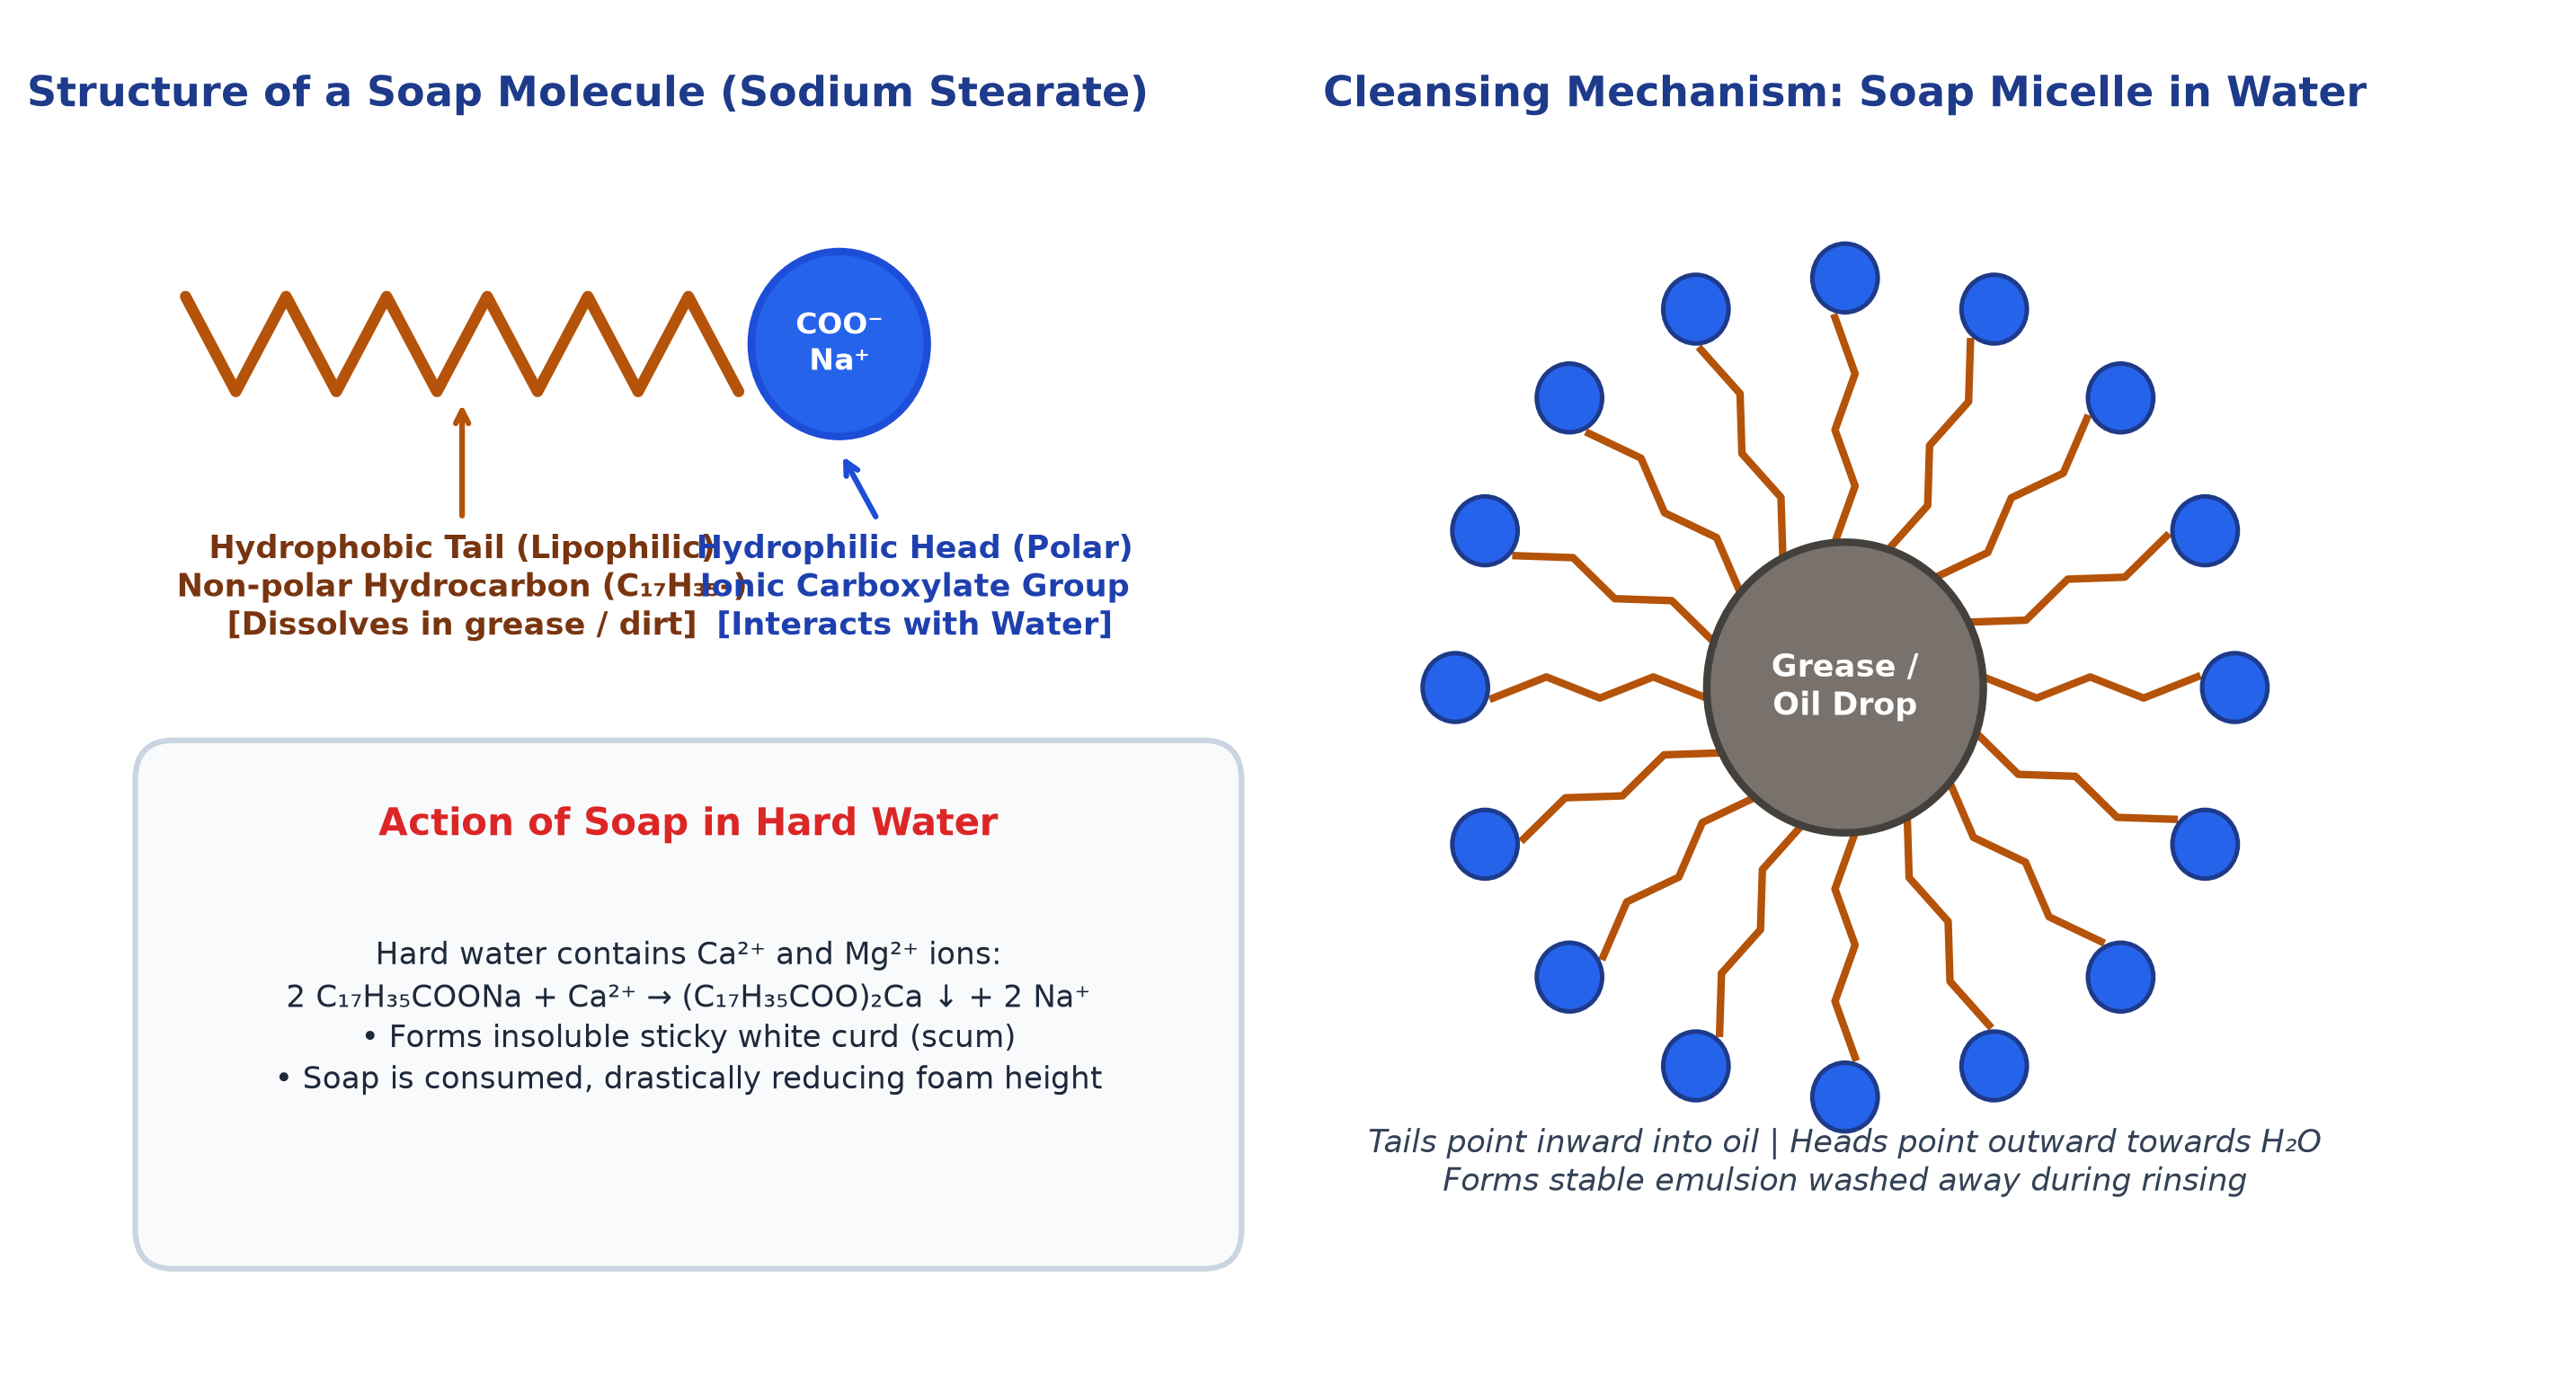 Structure of a Soap Molecule (Sodium Stearate)
COO⁻
Na⁺
Hydrophobic Tail (Lipophilic)
Non-polar Hydrocarbon (C₁₇H₃₅-)
[Dissolves in grease / dirt]
Hydrophilic Head (Polar)
Ionic Carboxylate Group
[Interacts with Water]
Action of Soap in Hard Water
Hard water contains Ca²⁺ and Mg²⁺ ions:
2 C₁₇H₃₅COONa + Ca²⁺ → (C₁₇H₃₅COO)₂Ca ↓ + 2 Na⁺
• Forms insoluble sticky white curd (scum)
• Soap is consumed, drastically reducing foam height
Cleansing Mechanism: Soap Micelle in Water
Grease /
Oil Drop
Tails point inward into oil | Heads point outward towards H₂O
Forms stable emulsion washed away during rinsing